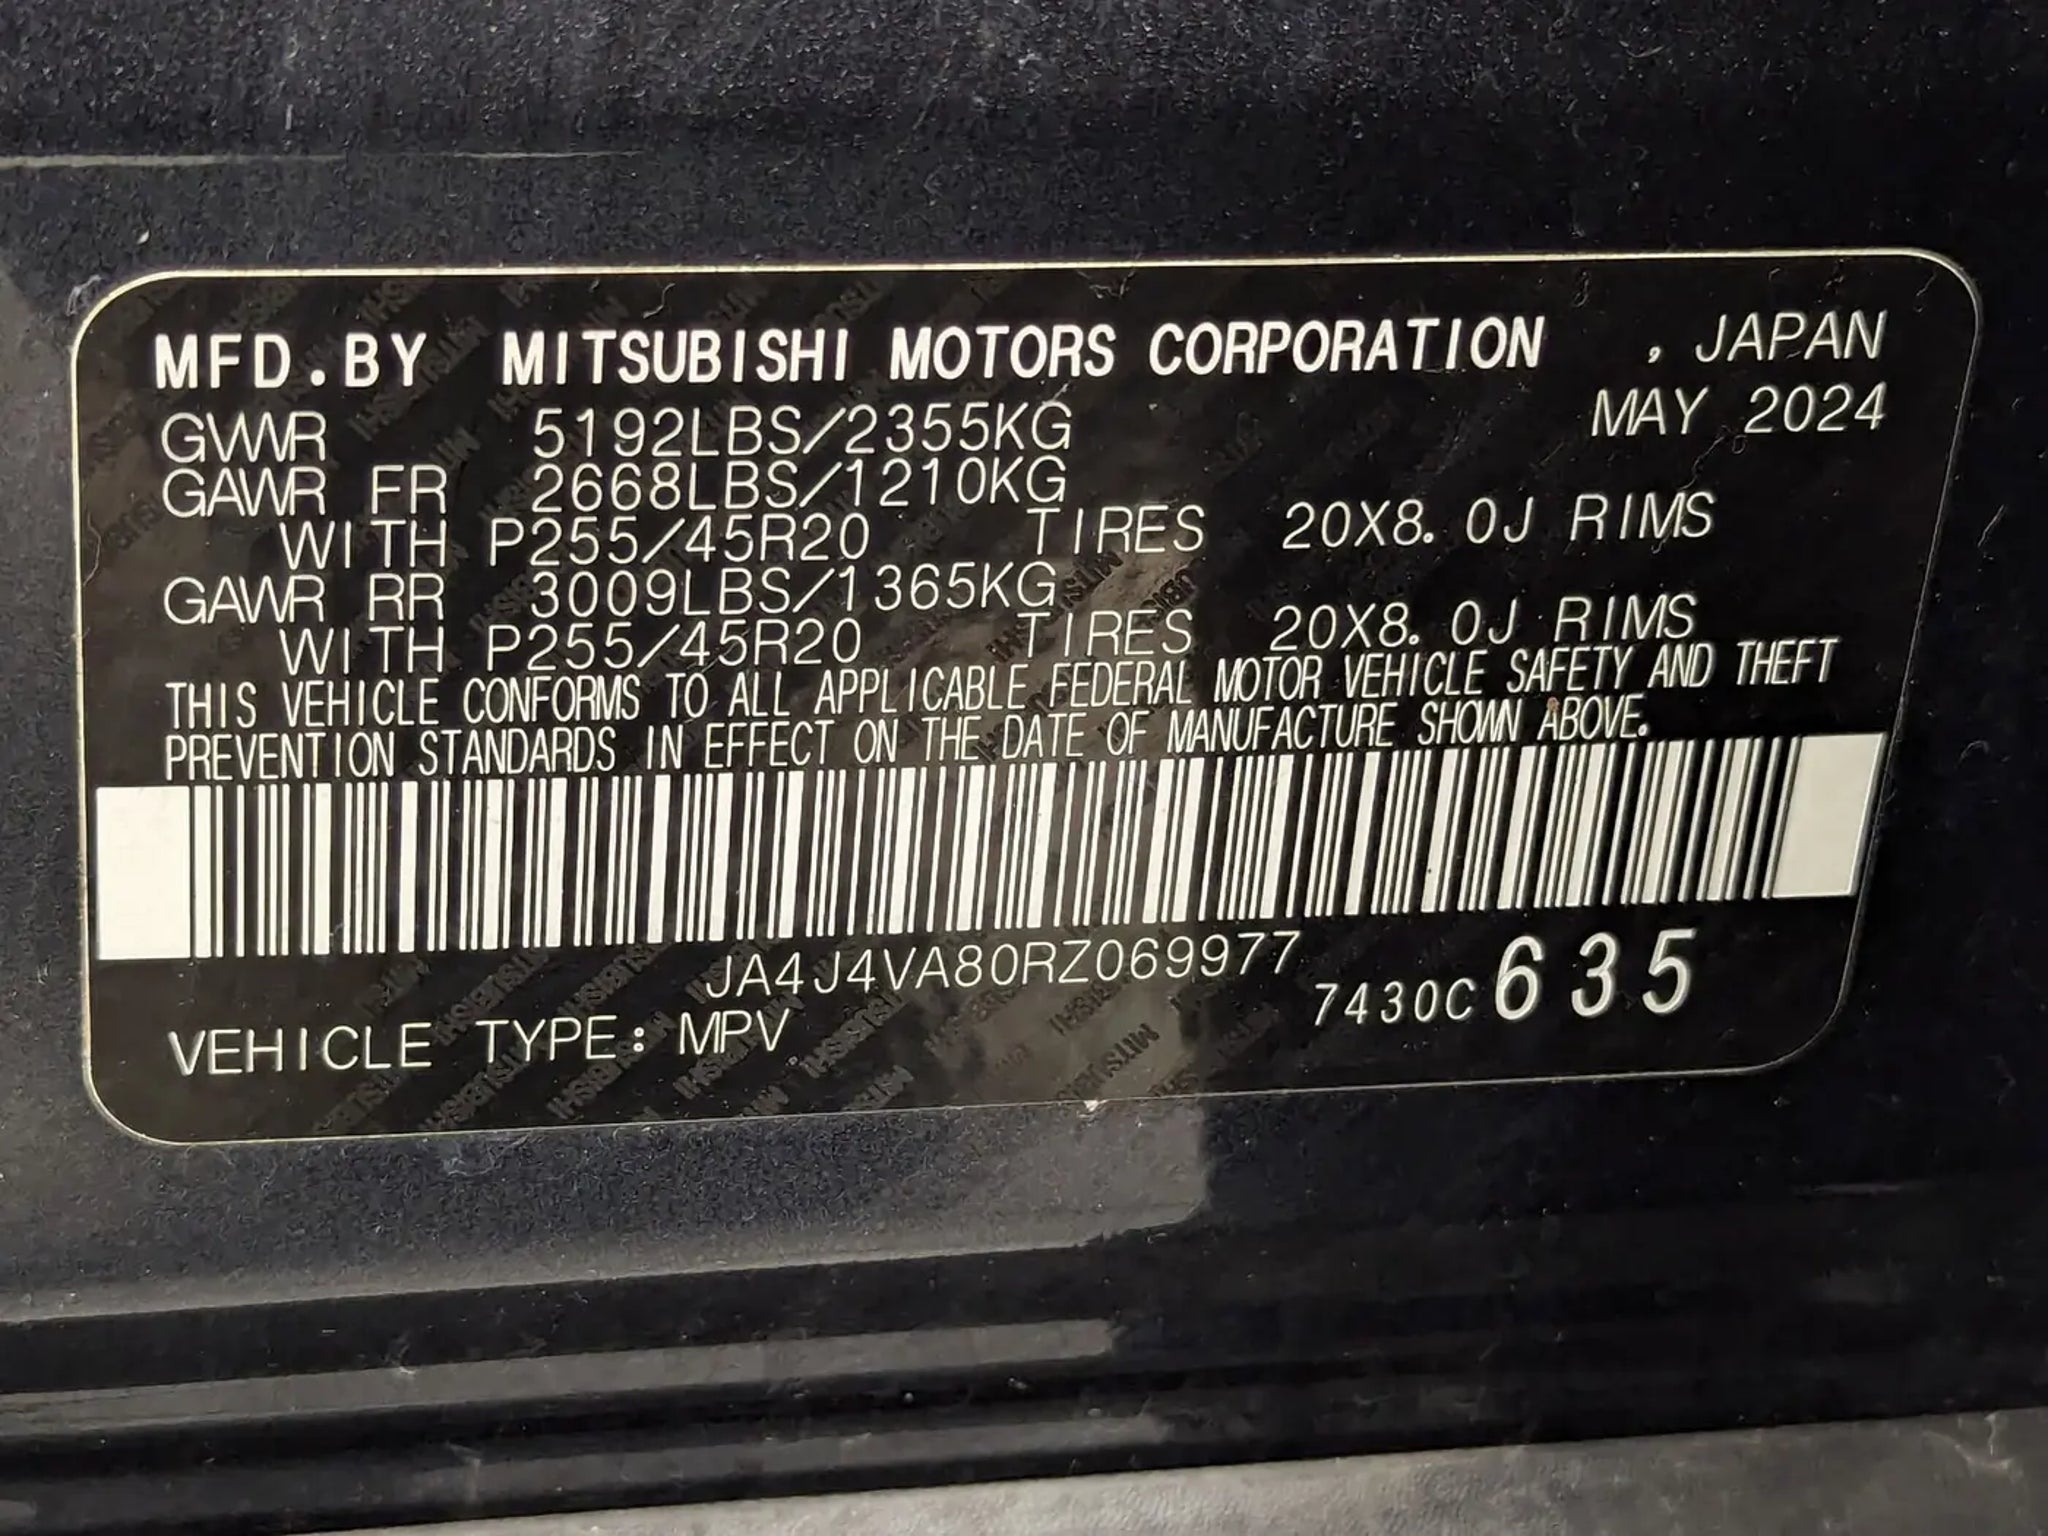 MFD.BY MITSUBISHI MOTORS CORPORATION , JAPAN
GVWR 5192LBS/2355KG MAY 2024
GAWR FR 2668LBS/1210KG
WITH P255/45R20 TIRES 20X8.0J RIMS
GAWR RR 3009LBS/1365KG
WITH P255/45R20 TIRES 20X8.0J RIMS
THIS VEHICLE CONFORMS TO ALL APPLICABLE FEDERAL MOTOR VEHICLE SAFETY AND THEFT
PREVENTION STANDARDS IN EFFECT ON THE DATE OF MANUFACTURE SHOWN ABOVE.
JA4J4VA80RZ069977
7430C 635
VEHICLE TYPE: MPV